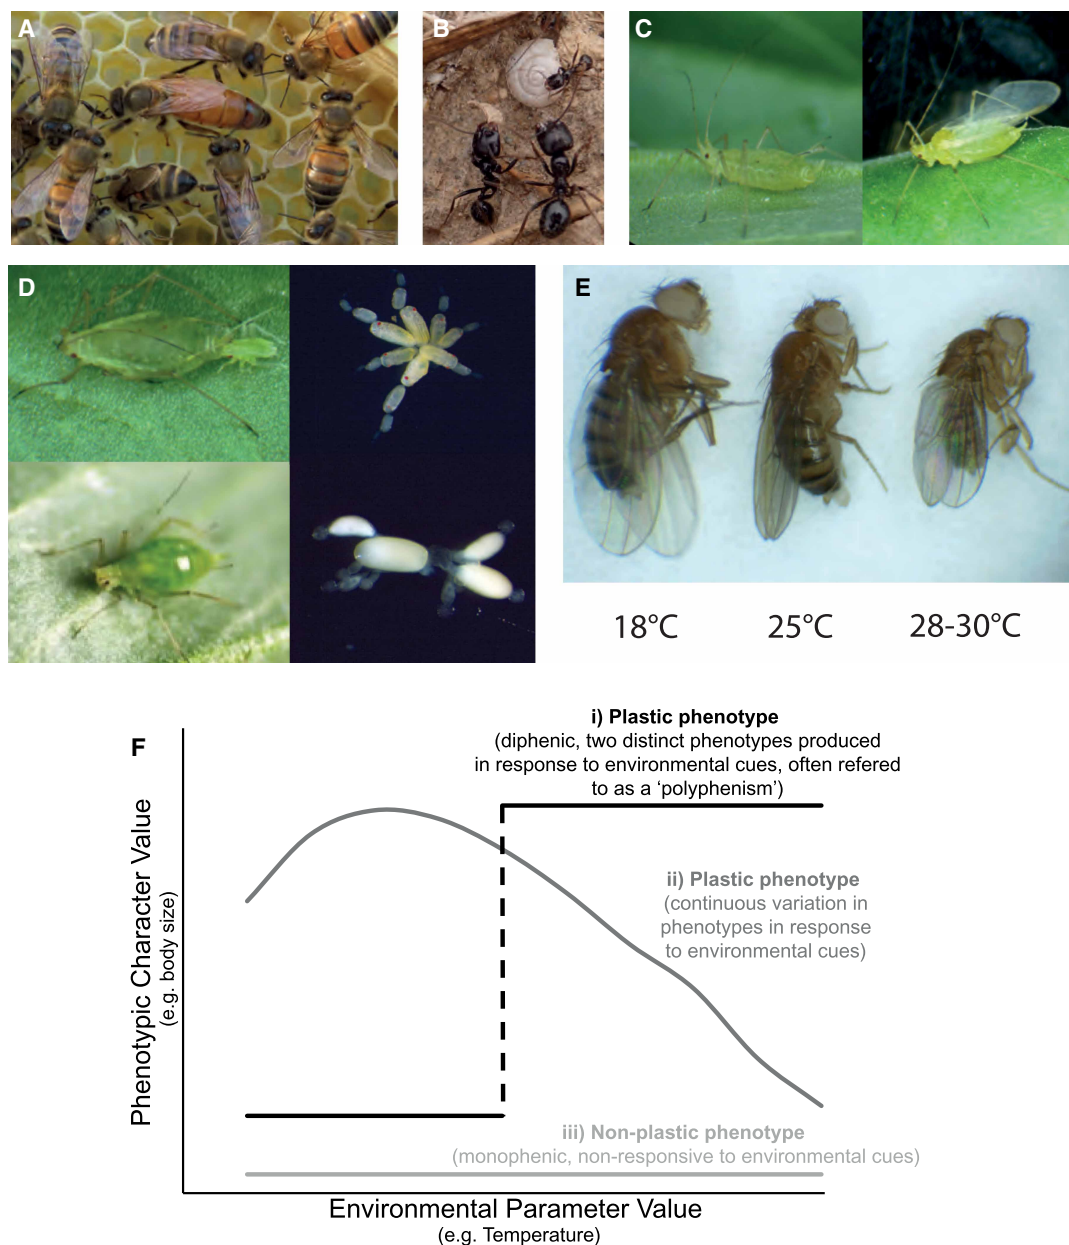 A
B
C
D
E
18°C
25°C
28-30°C
F
i) Plastic phenotype
(diphenic, two distinct phenotypes produced
in response to environmental cues, often refered
to as a ‘polyphenism’)
ii) Plastic phenotype
(continuous variation in
phenotypes in response
to environmental cues)
iii) Non-plastic phenotype
(monophenic, non-responsive to environmental cues)
Phenotypic Character Value
(e.g. body size)
Environmental Parameter Value
(e.g. Temperature)